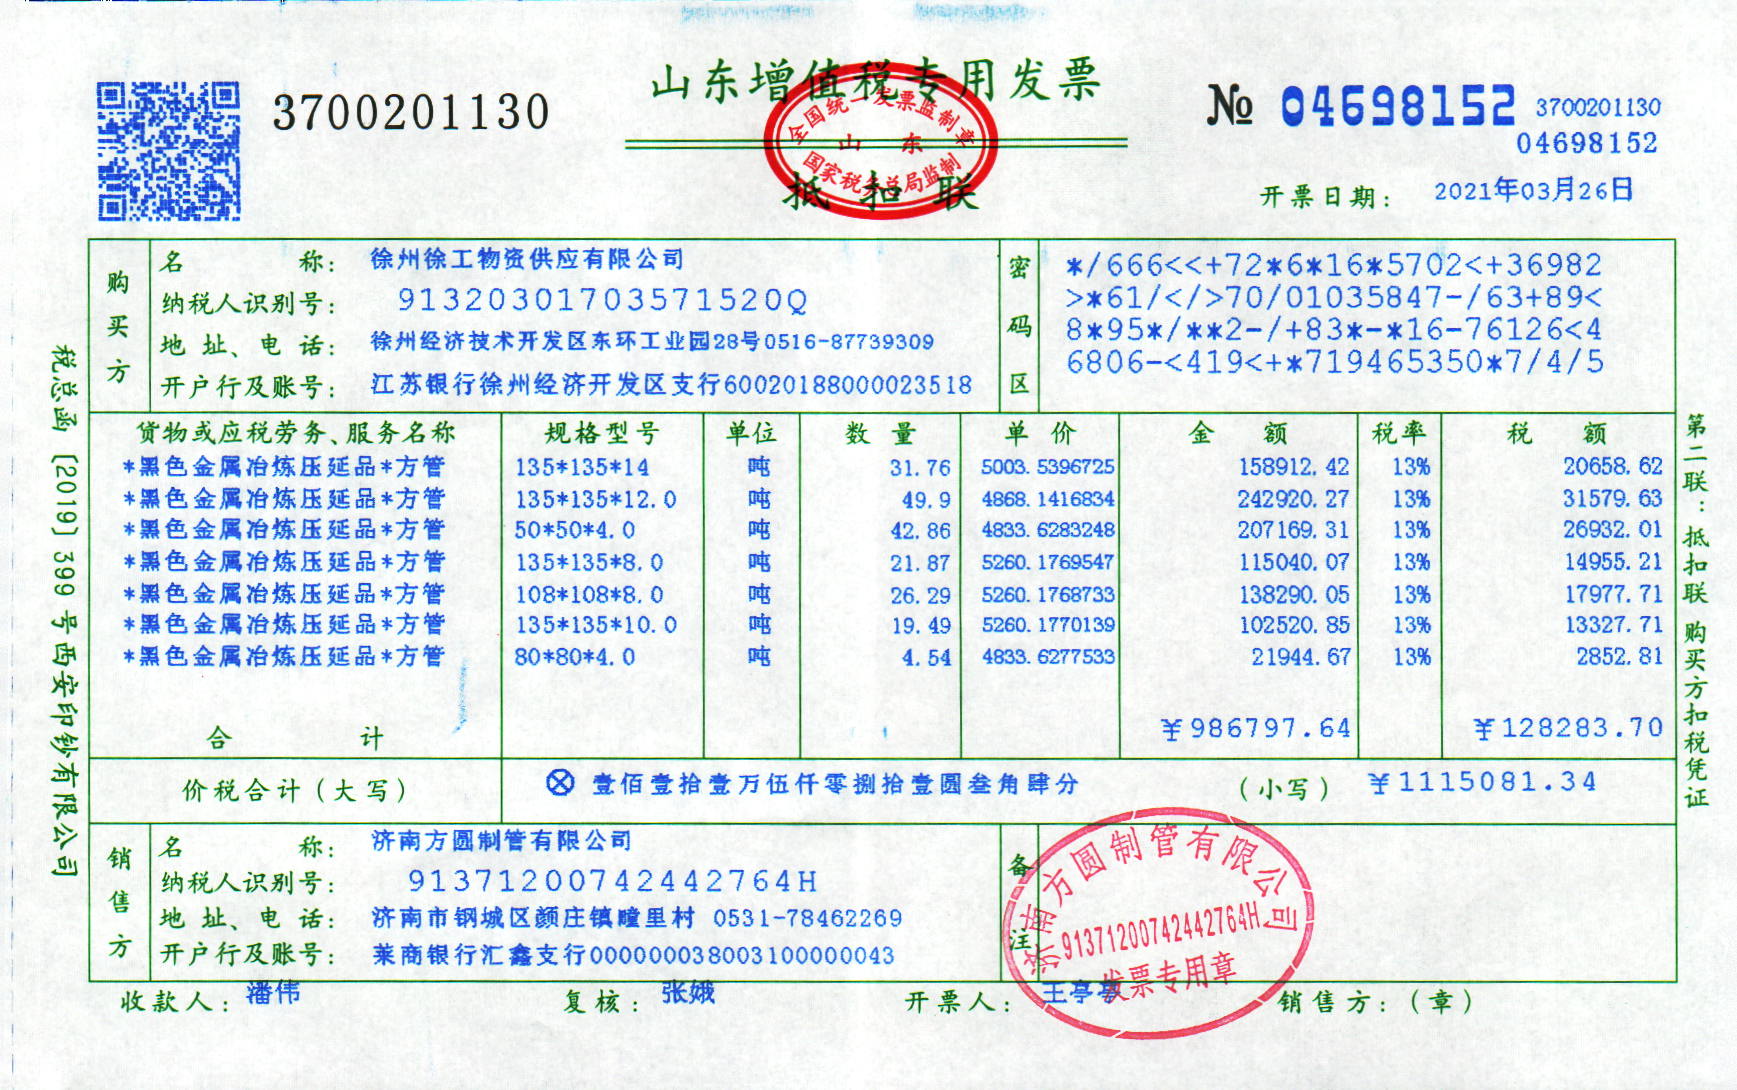 山东增值税专用发票
3700201130
№ 04698152 3700201130
04698152
全国统一发票监制章
山 东
国家税务总局监制
抵扣联
开票日期: 2021年03月26日
购买方
名 称: 徐州徐工物资供应有限公司
纳税人识别号: 91320301703571520Q
地 址、电 话: 徐州经济技术开发区东环工业园28号0516-87739309
开户行及账号: 江苏银行徐州经济开发区支行60020188000023518
密码区
*/666<<+72*6*16*5702<+36982
>*61/</>70/01035847-/63+89<
8*95*/**2-/+83*-*16-76126<4
6806-<419<+*719465350*7/4/5
货物或应税劳务、服务名称 规格型号 单位 数 量 单 价 金 额 税率 税 额
*黑色金属冶炼压延品*方管 135*135*14 吨 31.76 5003.5396725 158912.42 13% 20658.62
*黑色金属冶炼压延品*方管 135*135*12.0 吨 49.9 4868.1416834 242920.27 13% 31579.63
*黑色金属冶炼压延品*方管 50*50*4.0 吨 42.86 4833.6283248 207169.31 13% 26932.01
*黑色金属冶炼压延品*方管 135*135*8.0 吨 21.87 5260.1769547 115040.07 13% 14955.21
*黑色金属冶炼压延品*方管 108*108*8.0 吨 26.29 5260.1768733 138290.05 13% 17977.71
*黑色金属冶炼压延品*方管 135*135*10.0 吨 19.49 5260.1770139 102520.85 13% 13327.71
*黑色金属冶炼压延品*方管 80*80*4.0 吨 4.54 4833.6277533 21944.67 13% 2852.81
合 计 ￥986797.64 ￥128283.70
价税合计(大写) ⊗壹佰壹拾壹万伍仟零捌拾壹圆叁角肆分 (小写) ￥1115081.34
销售方
名 称: 济南方圆制管有限公司
纳税人识别号: 91371200742442764H
地 址、电 话: 济南市钢城区颜庄镇疃里村 0531-78462269
开户行及账号: 莱商银行汇鑫支行0000000380031000000​43
备注
济南方圆制管有限公司
91371200742442764H
发票专用章
收款人: 潘伟 复核: 张娥 开票人: 王亭 销售方:(章)
税总函[2019]399号西安印钞有限公司
第二联:抵扣联 购买方扣税凭证